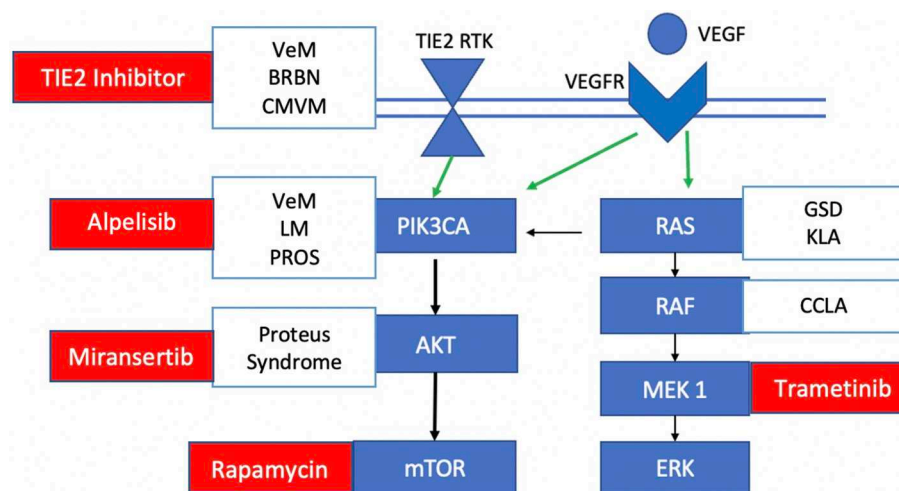 VEGF
TIE2 RTK
VEGFR
TIE2 Inhibitor
VeM
BRBN
CMVM
Alpelisib
VeM
LM
PROS
PIK3CA
RAS
GSD
KLA
RAF
CCLA
Miransertib
Proteus
Syndrome
AKT
MEK 1
Trametinib
Rapamycin
mTOR
ERK